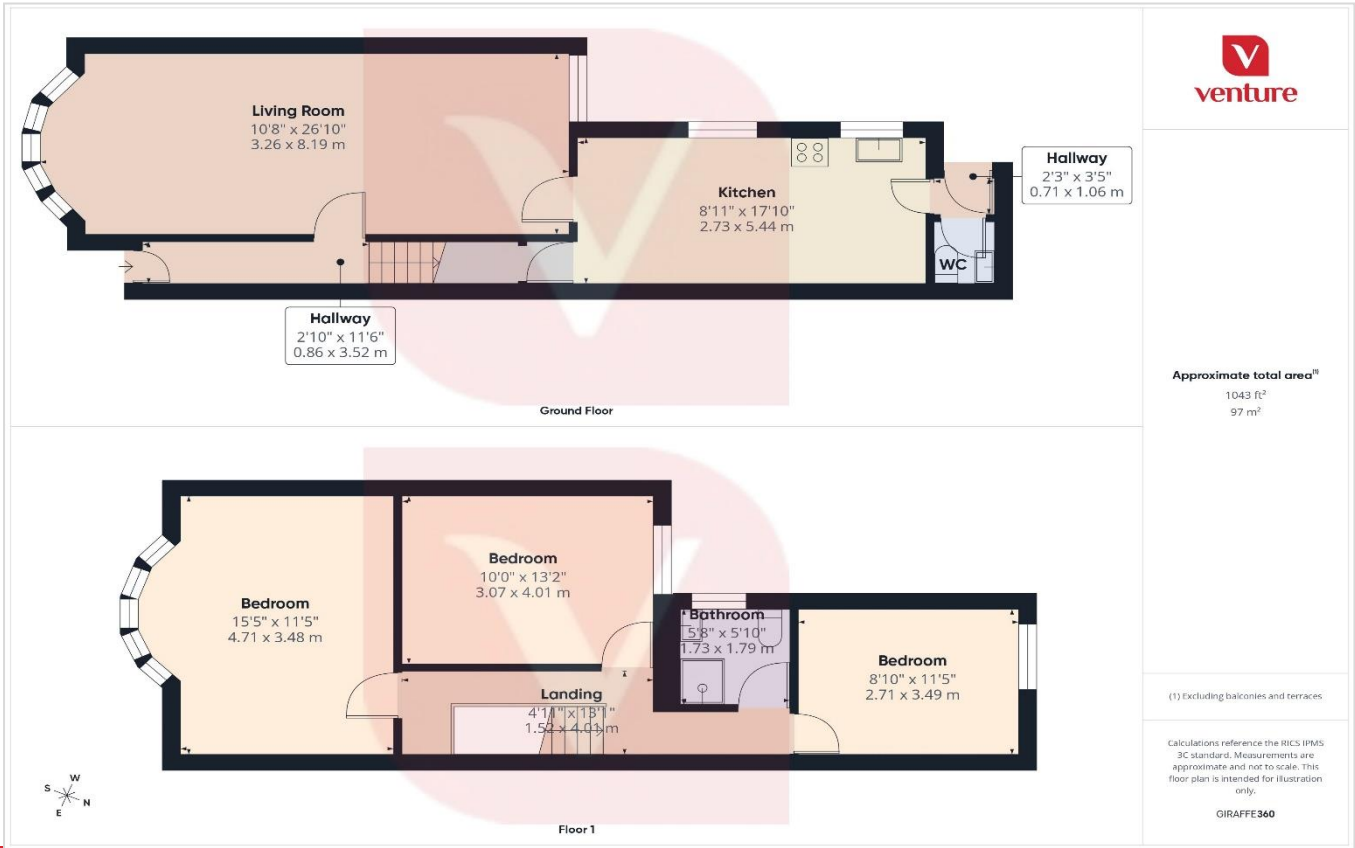 Living Room
10'8" x 26'10"
3.26 x 8.19 m
Kitchen
8'11" x 17'10"
2.73 x 5.44 m
Hallway
2'3" x 3'5"
0.71 x 1.06 m
WC
Hallway
2'10" x 11'6"
0.86 x 3.52 m
Ground Floor
Bedroom
15'5" x 11'5"
4.71 x 3.48 m
Bedroom
10'0" x 13'2"
3.07 x 4.01 m
Bathroom
5'8" x 5'10"
1.73 x 1.79 m
Bedroom
8'10" x 11'5"
2.71 x 3.49 m
Landing
4'11" x 13'1"
1.52 x 4.01 m
W
S
N
E
Floor 1
venture
Approximate total area(1)
1043 ft²
97 m²
(1) Excluding balconies and terraces
Calculations reference the RICS IPMS
3C standard. Measurements are
approximate and not to scale. This
floor plan is intended for illustration
only.
GIRAFFE360